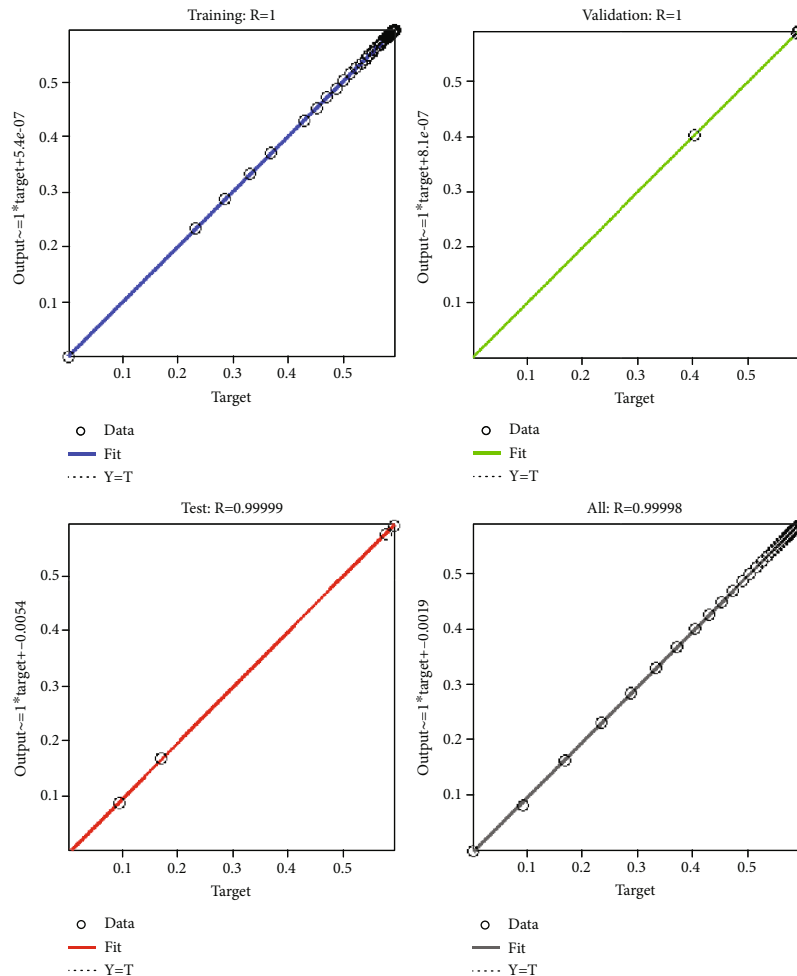 Training: R=1
Output~=1*target+5.4e-07
0.5
0.4
0.3
0.2
0.1
0.1 0.2 0.3 0.4 0.5
Target
Data
Fit
Y=T
Validation: R=1
Output~=1*target+8.1e-07
0.5
0.4
0.3
0.2
0.1
0.1 0.2 0.3 0.4 0.5
Target
Data
Fit
Y=T
Test: R=0.99999
Output~=1*target+−0.0054
0.5
0.4
0.3
0.2
0.1
0.1 0.2 0.3 0.4 0.5
Target
Data
Fit
Y=T
All: R=0.99998
Output~=1*target+−0.0019
0.5
0.4
0.3
0.2
0.1
0.1 0.2 0.3 0.4 0.5
Target
Data
Fit
Y=T